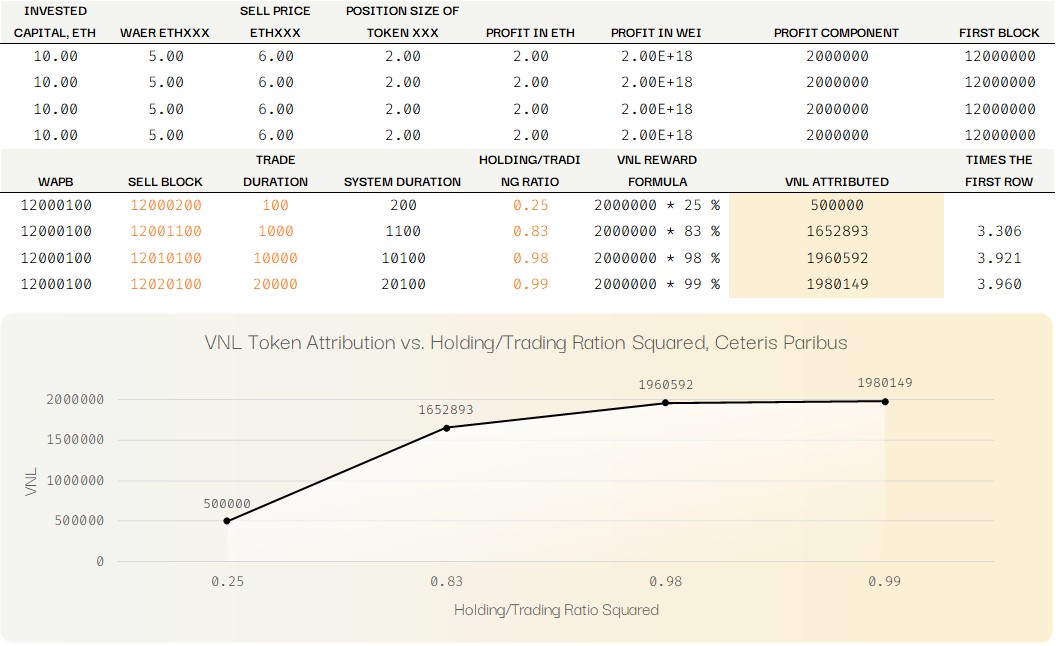 INVESTED SELL PRICE POSITION SIZE OF
CAPITAL, ETH WAER ETHXXX ETHXXX TOKEN XXX PROFIT IN ETH PROFIT IN WEI PROFIT COMPONENT FIRST BLOCK
10.00 5.00 6.00 2.00 2.00 2.00E+18 2000000 12000000
10.00 5.00 6.00 2.00 2.00 2.00E+18 2000000 12000000
10.00 5.00 6.00 2.00 2.00 2.00E+18 2000000 12000000
10.00 5.00 6.00 2.00 2.00 2.00E+18 2000000 12000000
TRADE HOLDING/TRADI VNL REWARD TIMES THE
WAPB SELL BLOCK DURATION SYSTEM DURATION NG RATIO FORMULA VNL ATTRIBUTED FIRST ROW
12000100 12000200 100 200 0.25 2000000 * 25 % 500000
12000100 12001100 1000 1100 0.83 2000000 * 83 % 1652893 3.306
12000100 12010100 10000 10100 0.98 2000000 * 98 % 1960592 3.921
12000100 12020100 20000 20100 0.99 2000000 * 99 % 1980149 3.960
VNL Token Attribution vs. Holding/Trading Ration Squared, Ceteris Paribus
1960592 1980149
2000000
1652893
1500000
VNL
1000000
500000
500000
0
0.25 0.83 0.98 0.99
Holding/Trading Ratio Squared